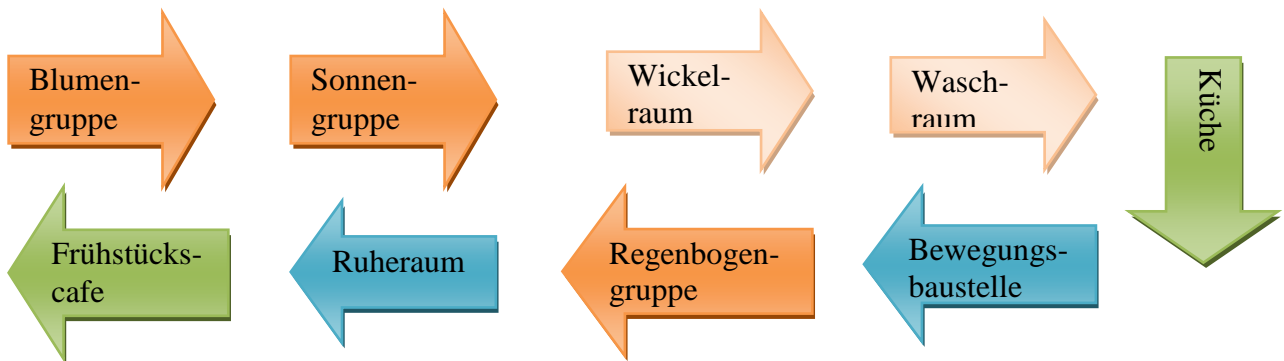 Blumen-
gruppe
Sonnen-
gruppe
Wickel-
raum
Wasch-
raum
Küche
Bewegungs-
baustelle
Regenbogen-
gruppe
Ruheraum
Frühstücks-
cafe